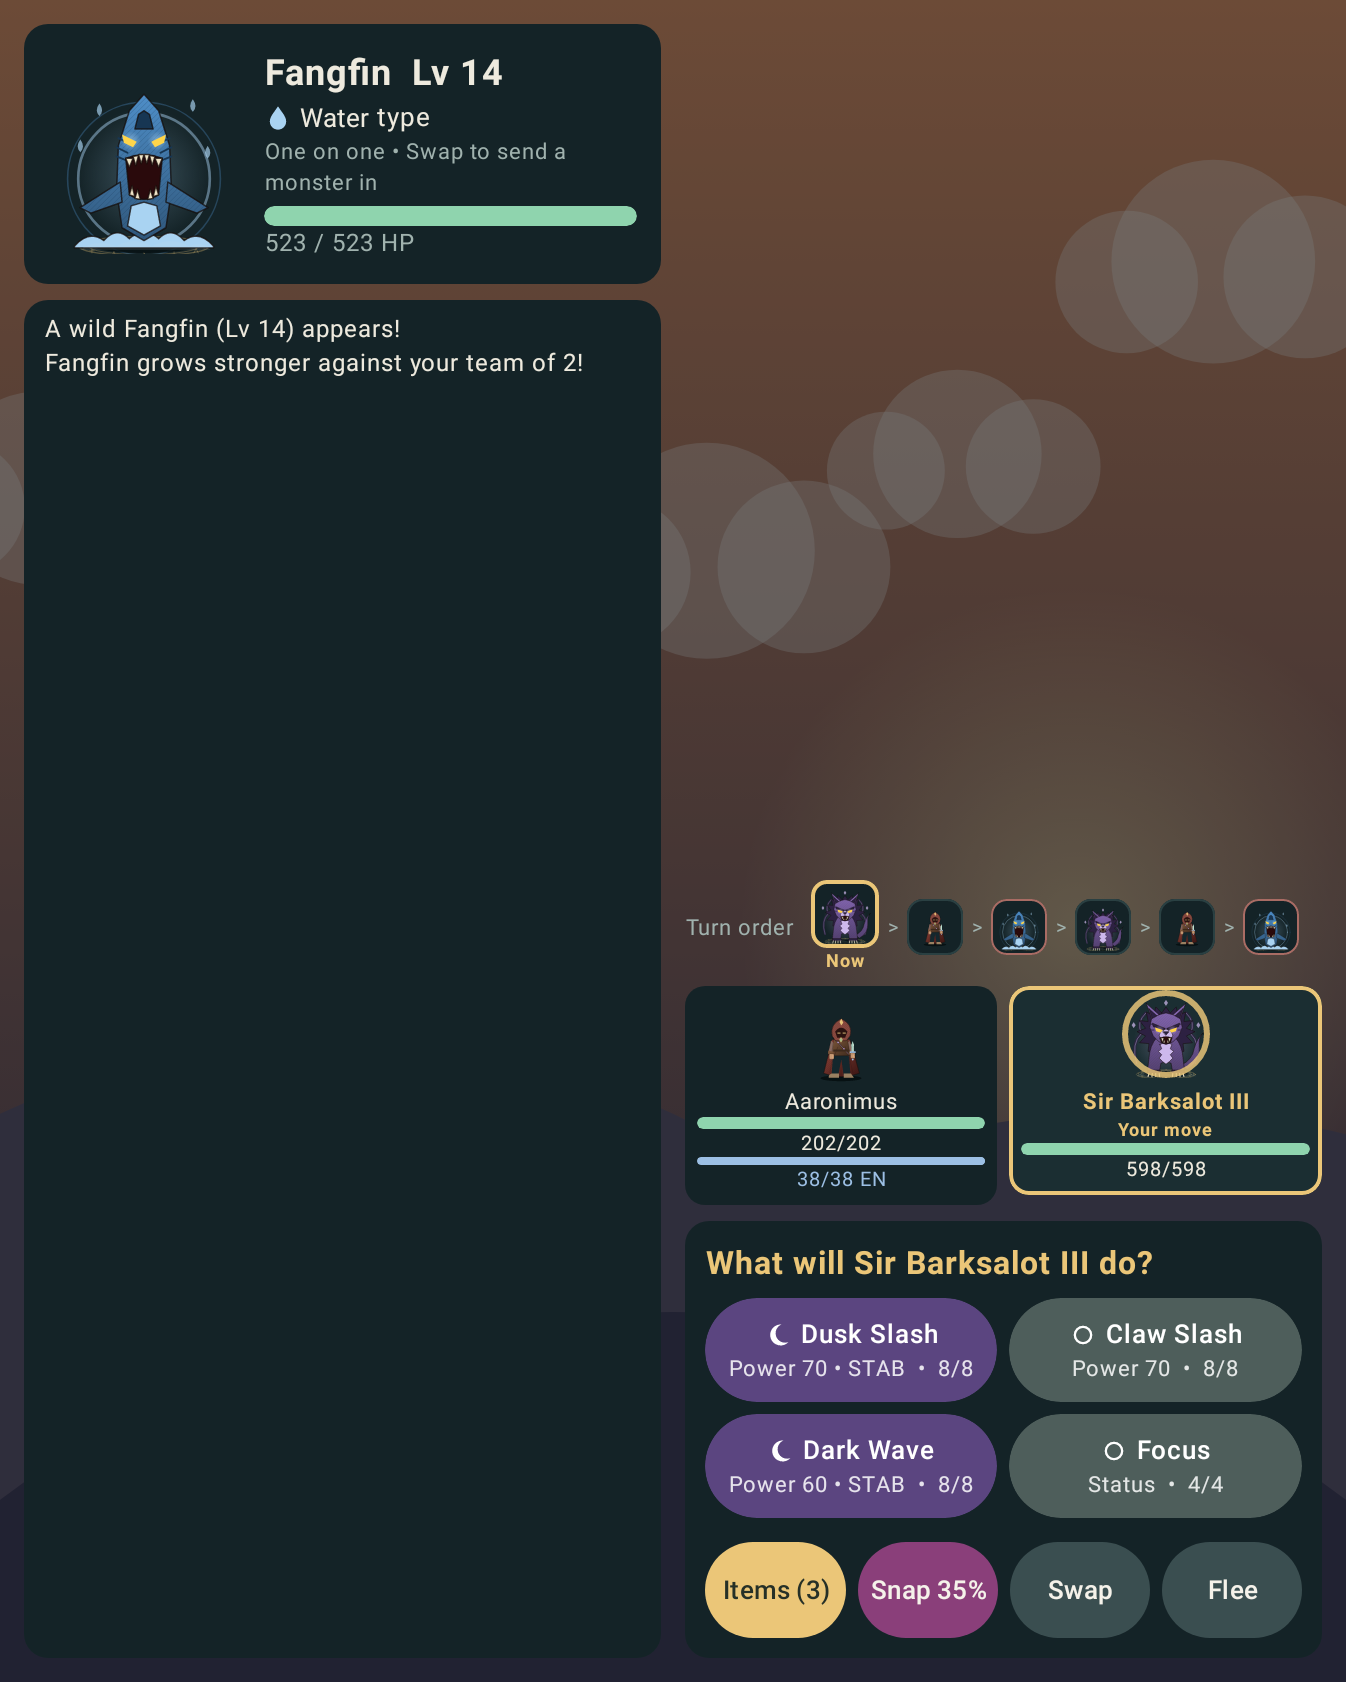 Fangfin Lv 14
Water type
One on one • Swap to send a
monster in
523 / 523 HP
A wild Fangfin (Lv 14) appears!
Fangfin grows stronger against your team of 2!
Turn order
>
>
>
>
>
Now
Aaronimus
202/202
38/38 EN
Sir Barksalot III
Your move
598/598
What will Sir Barksalot III do?
Dusk Slash
Power 70 • STAB • 8/8
Claw Slash
Power 70 • 8/8
Dark Wave
Power 60 • STAB • 8/8
Focus
Status • 4/4
Items (3)
Snap 35%
Swap
Flee